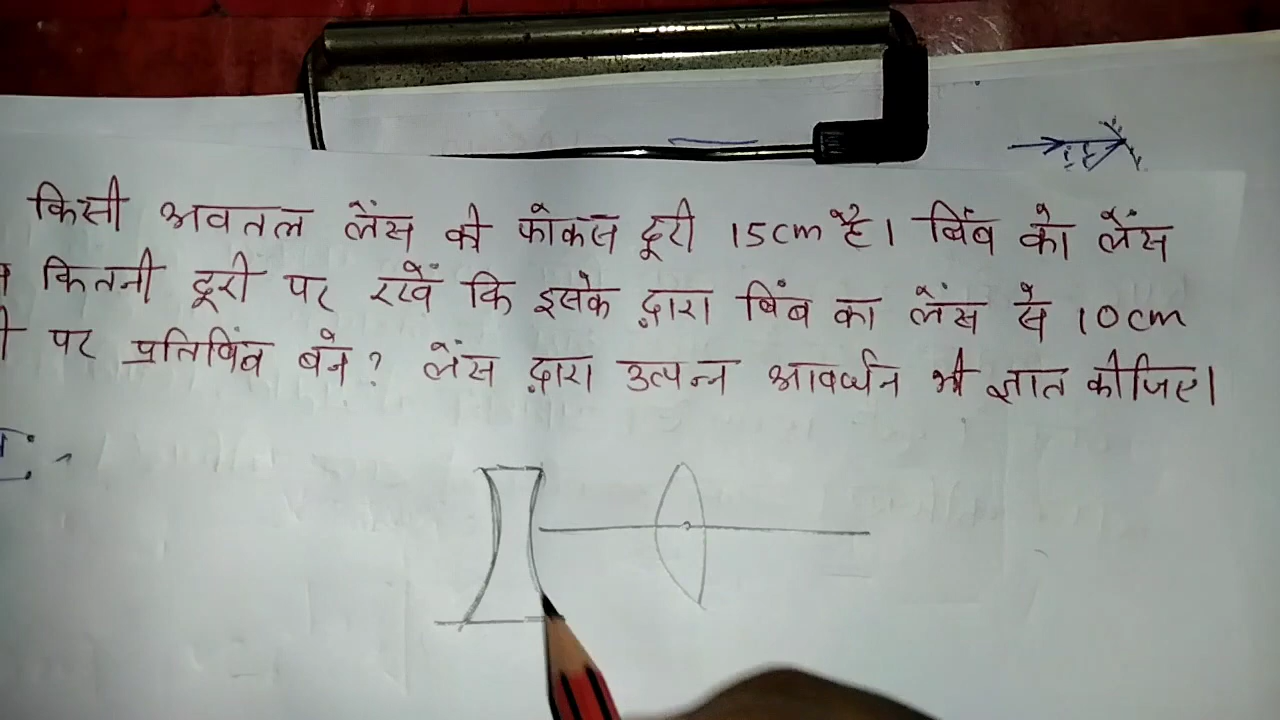 किसी अवतल लेंस की फोकस दूरी 15cm है। बिंब को लेंस
कितनी दूरी पर रखें कि इसके द्वारा बिंब का लेंस से 10cm
पर प्रतिबिंब बने? लेंस द्वारा उत्पन्न आवर्धन भी ज्ञात कीजिए।